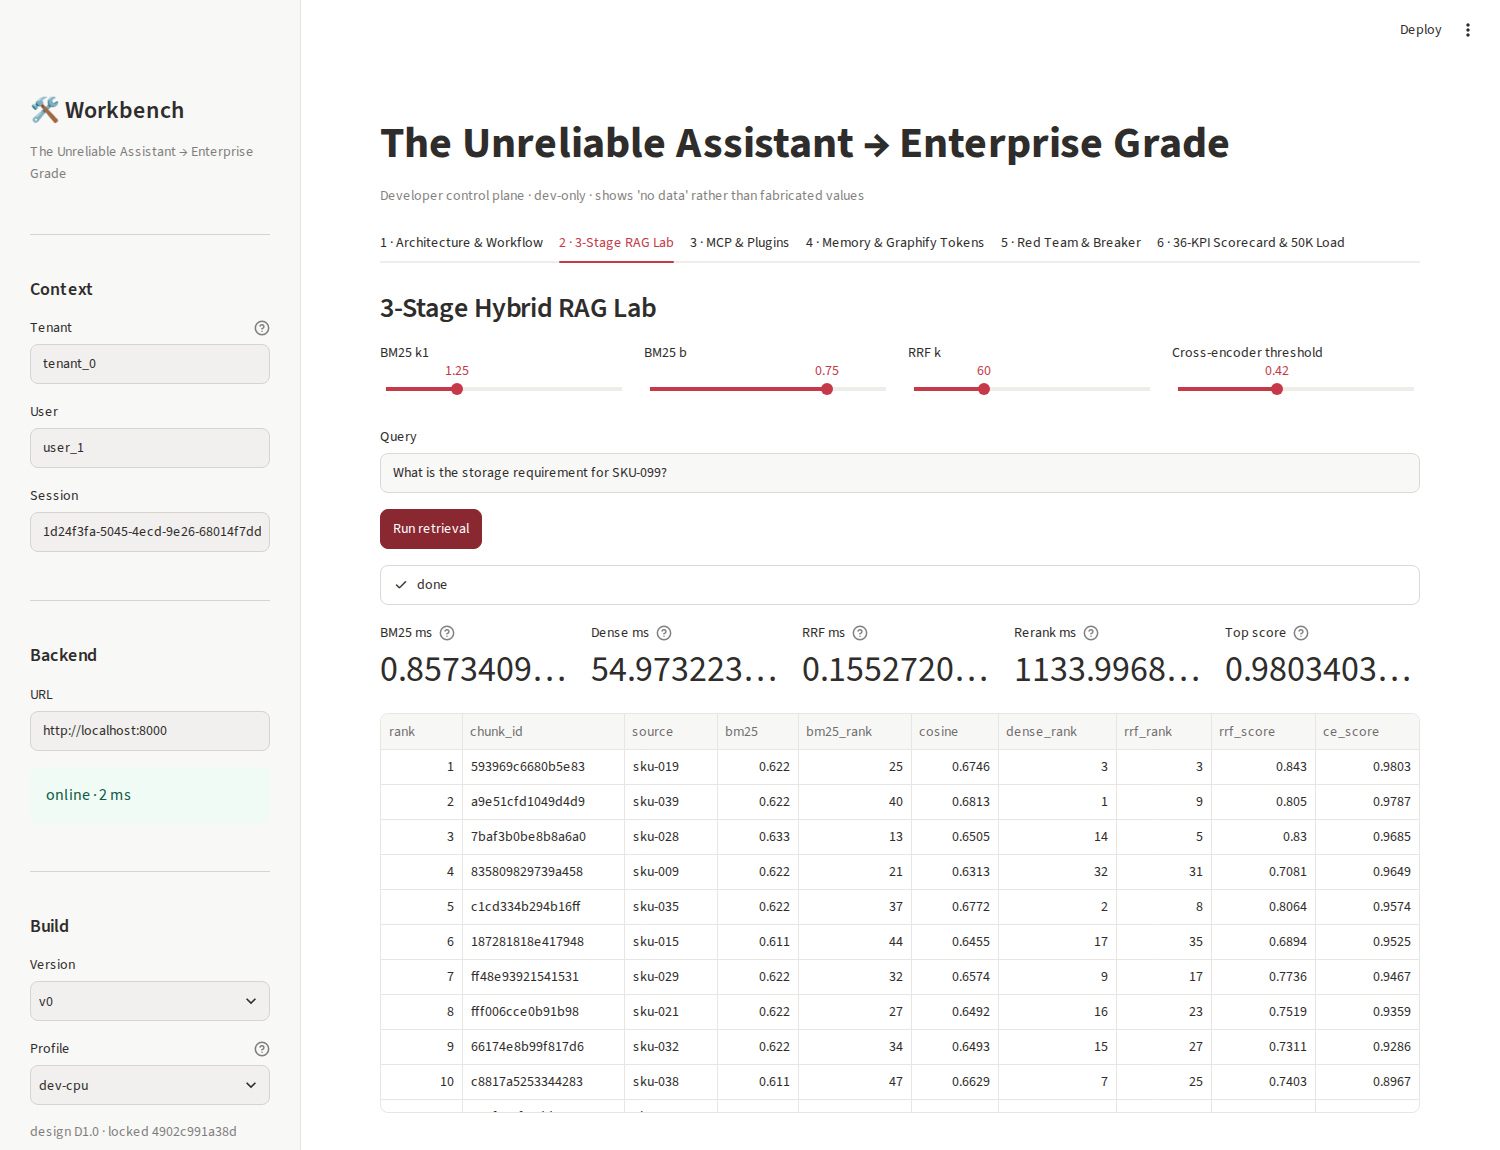 Deploy
🛠️ Workbench
The Unreliable Assistant → Enterprise
Grade
Context
Tenant
tenant_0
User
user_1
Session
1d24f3fa-5045-4ecd-9e26-68014f7dd
Backend
URL
http://localhost:8000
online · 2 ms
Build
Version
v0
Profile
dev-cpu
design D1.0 · locked 4902c991a38d
The Unreliable Assistant → Enterprise Grade
Developer control plane · dev-only · shows 'no data' rather than fabricated values
1 · Architecture & Workflow 2 · 3-Stage RAG Lab 3 · MCP & Plugins 4 · Memory & Graphify Tokens 5 · Red Team & Breaker 6 · 36-KPI Scorecard & 50K Load
3-Stage Hybrid RAG Lab
BM25 k1 BM25 b RRF k Cross-encoder threshold
1.25 0.75 60 0.42
Query
What is the storage requirement for SKU-099?
Run retrieval
done
BM25 ms Dense ms RRF ms Rerank ms Top score
0.8573409… 54.973223… 0.1552720… 1133.9968… 0.9803403…
rank chunk_id source bm25 bm25_rank cosine dense_rank rrf_rank rrf_score ce_score
1 593969c6680b5e83 sku-019 0.622 25 0.6746 3 3 0.843 0.9803
2 a9e51cfd1049d4d9 sku-039 0.622 40 0.6813 1 9 0.805 0.9787
3 7baf3b0be8b8a6a0 sku-028 0.633 13 0.6505 14 5 0.83 0.9685
4 835809829739a458 sku-009 0.622 21 0.6313 32 31 0.7081 0.9649
5 c1cd334b294b16ff sku-035 0.622 37 0.6772 2 8 0.8064 0.9574
6 187281818e417948 sku-015 0.611 44 0.6455 17 35 0.6894 0.9525
7 ff48e93921541531 sku-029 0.622 32 0.6574 9 17 0.7736 0.9467
8 fff006cce0b91b98 sku-021 0.622 27 0.6492 16 23 0.7519 0.9359
9 66174e8b99f817d6 sku-032 0.622 34 0.6493 15 27 0.7311 0.9286
10 c8817a5253344283 sku-038 0.611 47 0.6629 7 25 0.7403 0.8967